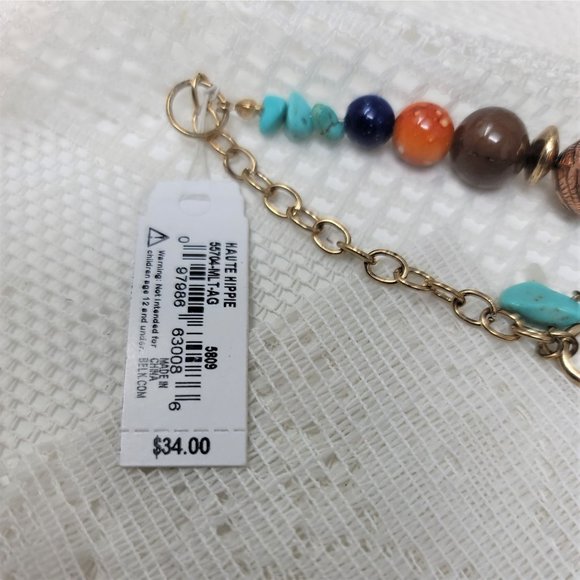 HAUTE HIPPIE
55704-MLT-AG
5809
0 97986 63008 6
MADE IN
CHINA
BELK.COM
Warning: Not intended for
children age 12 and under.
$34.00